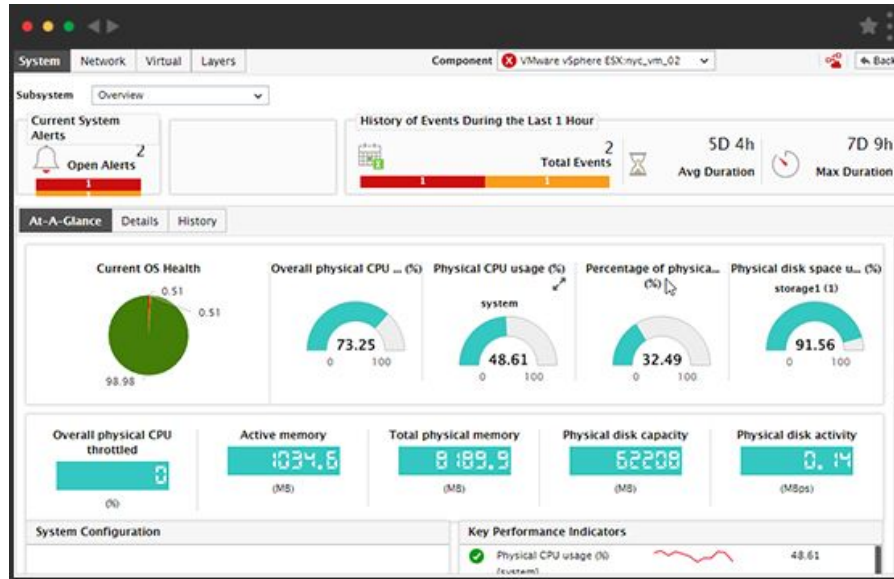 System Network Virtual Layers Component VMware vSphere ESX:nyc_vm_02 Back
Subsystem Overview
Current System Alerts
2
Open Alerts
1
History of Events During the Last 1 Hour
2
Total Events
1 1
5D 4h
Avg Duration
7D 9h
Max Duration
At-A-Glance Details History
Current OS Health
0.51
0.51
98.98
Overall physical CPU ... (%)
73.25
0 100
Physical CPU usage (%)
system
48.61
0 100
Percentage of physica... (%)
32.49
0 100
Physical disk space u... (%)
storage1 (1)
91.56
0 100
Overall physical CPU throttled
0
(%)
Active memory
1034.6
(MB)
Total physical memory
8189.9
(MB)
Physical disk capacity
62208
(MB)
Physical disk activity
0.14
(MBps)
System Configuration
Key Performance Indicators
Physical CPU usage (%) 48.61
(system)